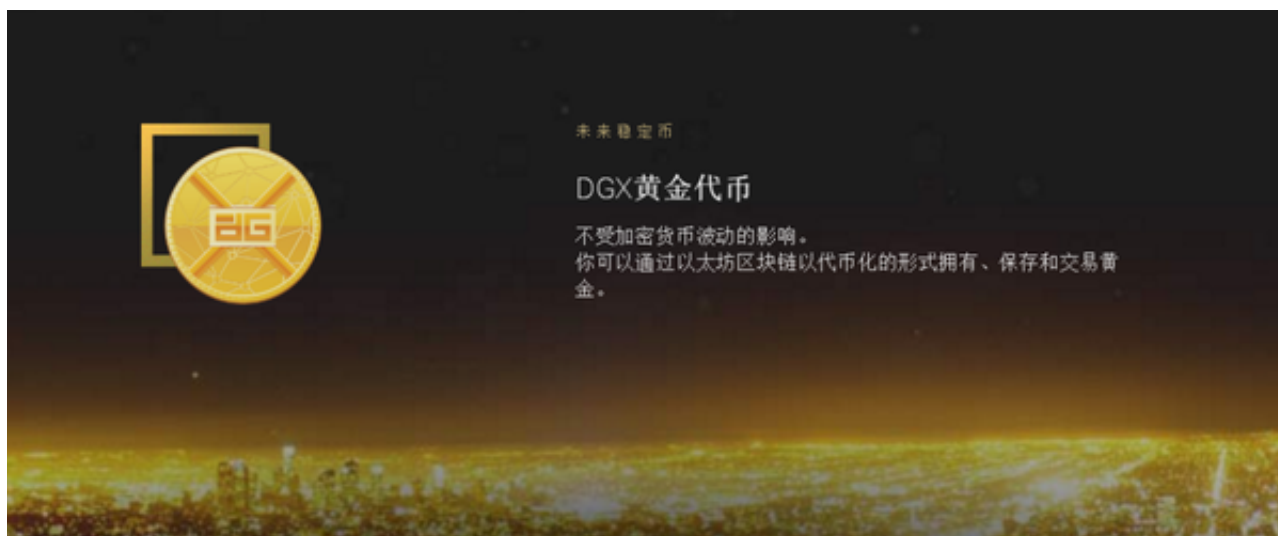 未来稳定币
DGX黄金代币
不受加密货币波动的影响。
你可以通过以太坊区块链以代币化的形式拥有、保存和交易黄
金。
DG